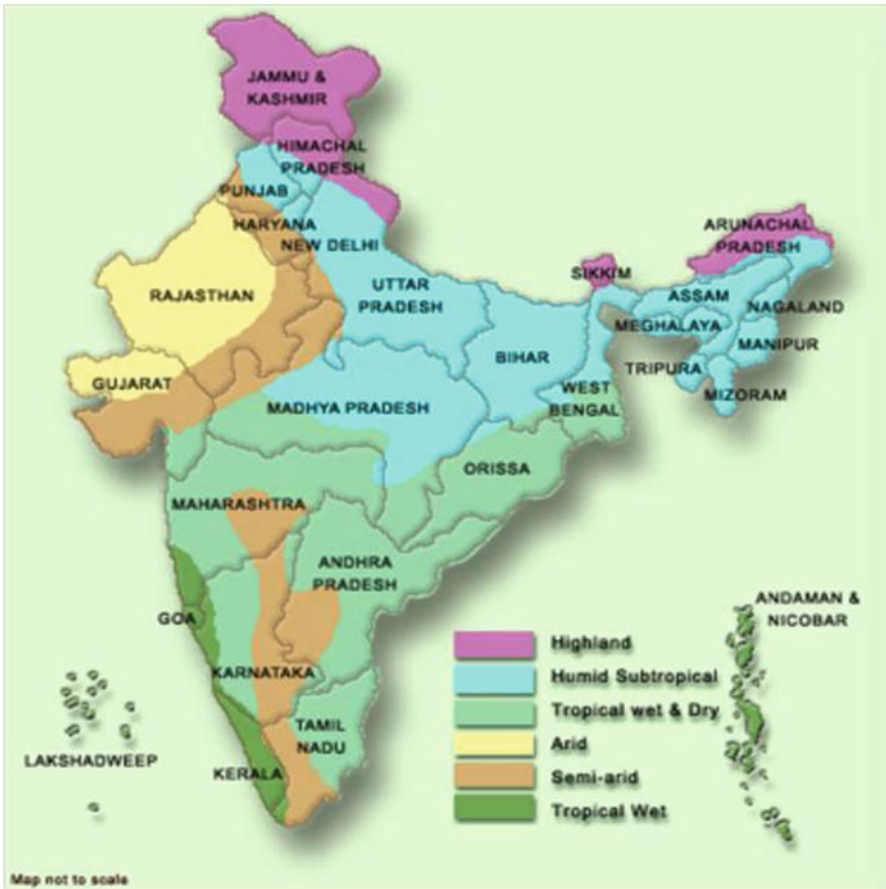 JAMMU &
KASHMIR
HIMACHAL
PRADESH
PUNJAB
HARYANA
NEW DELHI
ARUNACHAL
PRADESH
SIKKIM
RAJASTHAN
UTTAR
PRADESH
ASSAM
NAGALAND
MEGHALAYA
MANIPUR
BIHAR
TRIPURA
GUJARAT
WEST
BENGAL
MIZORAM
MADHYA PRADESH
ORISSA
MAHARASHTRA
ANDHRA
PRADESH
GOA
KARNATAKA
TAMIL
NADU
KERALA
LAKSHADWEEP
ANDAMAN &
NICOBAR
Highland
Humid Subtropical
Tropical wet & Dry
Arid
Semi-arid
Tropical Wet
Map not to scale